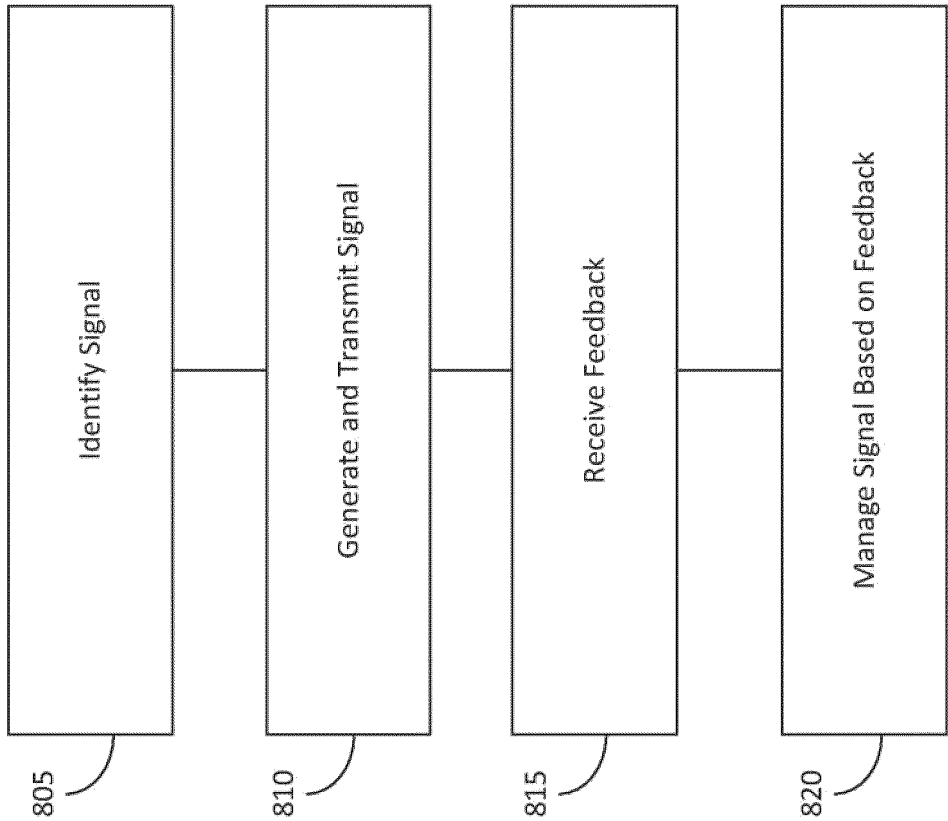 805
Identify Signal
810
Generate and Transmit Signal
815
Receive Feedback
820
Manage Signal Based on Feedback